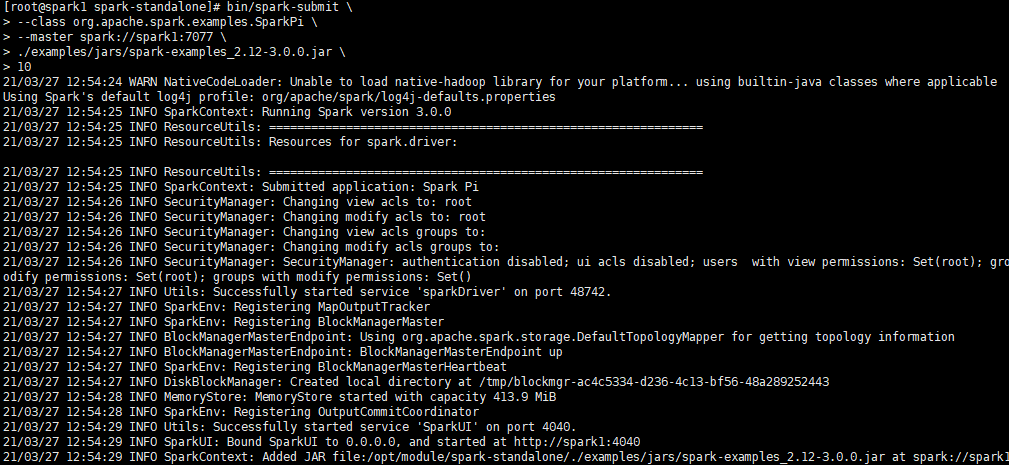 [root@spark1 spark-standalone]# bin/spark-submit \
> --class org.apache.spark.examples.SparkPi \
> --master spark://spark1:7077 \
> ./examples/jars/spark-examples_2.12-3.0.0.jar \
> 10
21/03/27 12:54:24 WARN NativeCodeLoader: Unable to load native-hadoop library for your platform... using builtin-java classes where applicable
Using Spark's default log4j profile: org/apache/spark/log4j-defaults.properties
21/03/27 12:54:25 INFO SparkContext: Running Spark version 3.0.0
21/03/27 12:54:25 INFO ResourceUtils: ==============================================================
21/03/27 12:54:25 INFO ResourceUtils: Resources for spark.driver:

21/03/27 12:54:25 INFO ResourceUtils: ==============================================================
21/03/27 12:54:25 INFO SparkContext: Submitted application: Spark Pi
21/03/27 12:54:26 INFO SecurityManager: Changing view acls to: root
21/03/27 12:54:26 INFO SecurityManager: Changing modify acls to: root
21/03/27 12:54:26 INFO SecurityManager: Changing view acls groups to:
21/03/27 12:54:26 INFO SecurityManager: Changing modify acls groups to:
21/03/27 12:54:26 INFO SecurityManager: SecurityManager: authentication disabled; ui acls disabled; users  with view permissions: Set(root); gro
odify permissions: Set(root); groups with modify permissions: Set()
21/03/27 12:54:27 INFO Utils: Successfully started service 'sparkDriver' on port 48742.
21/03/27 12:54:27 INFO SparkEnv: Registering MapOutputTracker
21/03/27 12:54:27 INFO SparkEnv: Registering BlockManagerMaster
21/03/27 12:54:27 INFO BlockManagerMasterEndpoint: Using org.apache.spark.storage.DefaultTopologyMapper for getting topology information
21/03/27 12:54:27 INFO BlockManagerMasterEndpoint: BlockManagerMasterEndpoint up
21/03/27 12:54:27 INFO SparkEnv: Registering BlockManagerMasterHeartbeat
21/03/27 12:54:27 INFO DiskBlockManager: Created local directory at /tmp/blockmgr-ac4c5334-d236-4c13-bf56-48a289252443
21/03/27 12:54:28 INFO MemoryStore: MemoryStore started with capacity 413.9 MiB
21/03/27 12:54:28 INFO SparkEnv: Registering OutputCommitCoordinator
21/03/27 12:54:29 INFO Utils: Successfully started service 'SparkUI' on port 4040.
21/03/27 12:54:29 INFO SparkUI: Bound SparkUI to 0.0.0.0, and started at http://spark1:4040
21/03/27 12:54:29 INFO SparkContext: Added JAR file:/opt/module/spark-standalone/./examples/jars/spark-examples_2.12-3.0.0.jar at spark://spark1